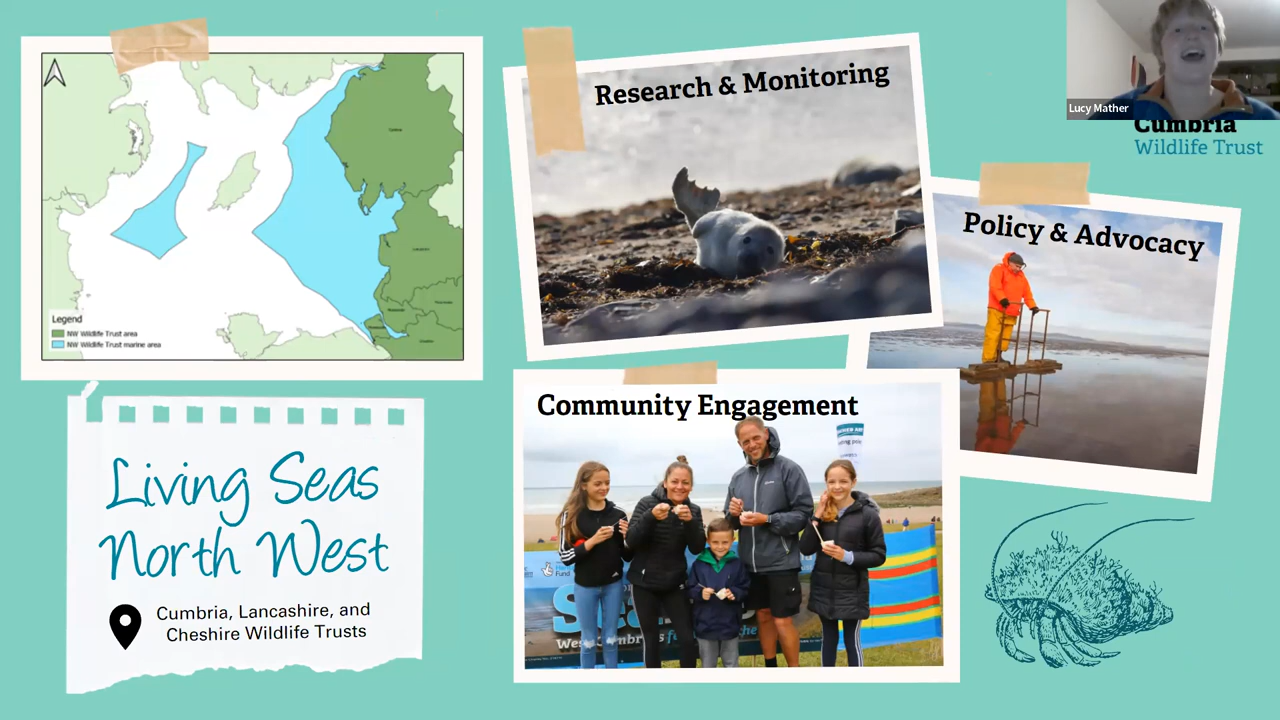 Research & Monitoring
Lucy Mather
Cumbria
Wildlife Trust
Policy & Advocacy
Legend
NW Wildlife Trust area
NW Wildlife Trust marine area
Community Engagement
Living Seas
North West
Cumbria, Lancashire, and
Cheshire Wildlife Trusts
Fund